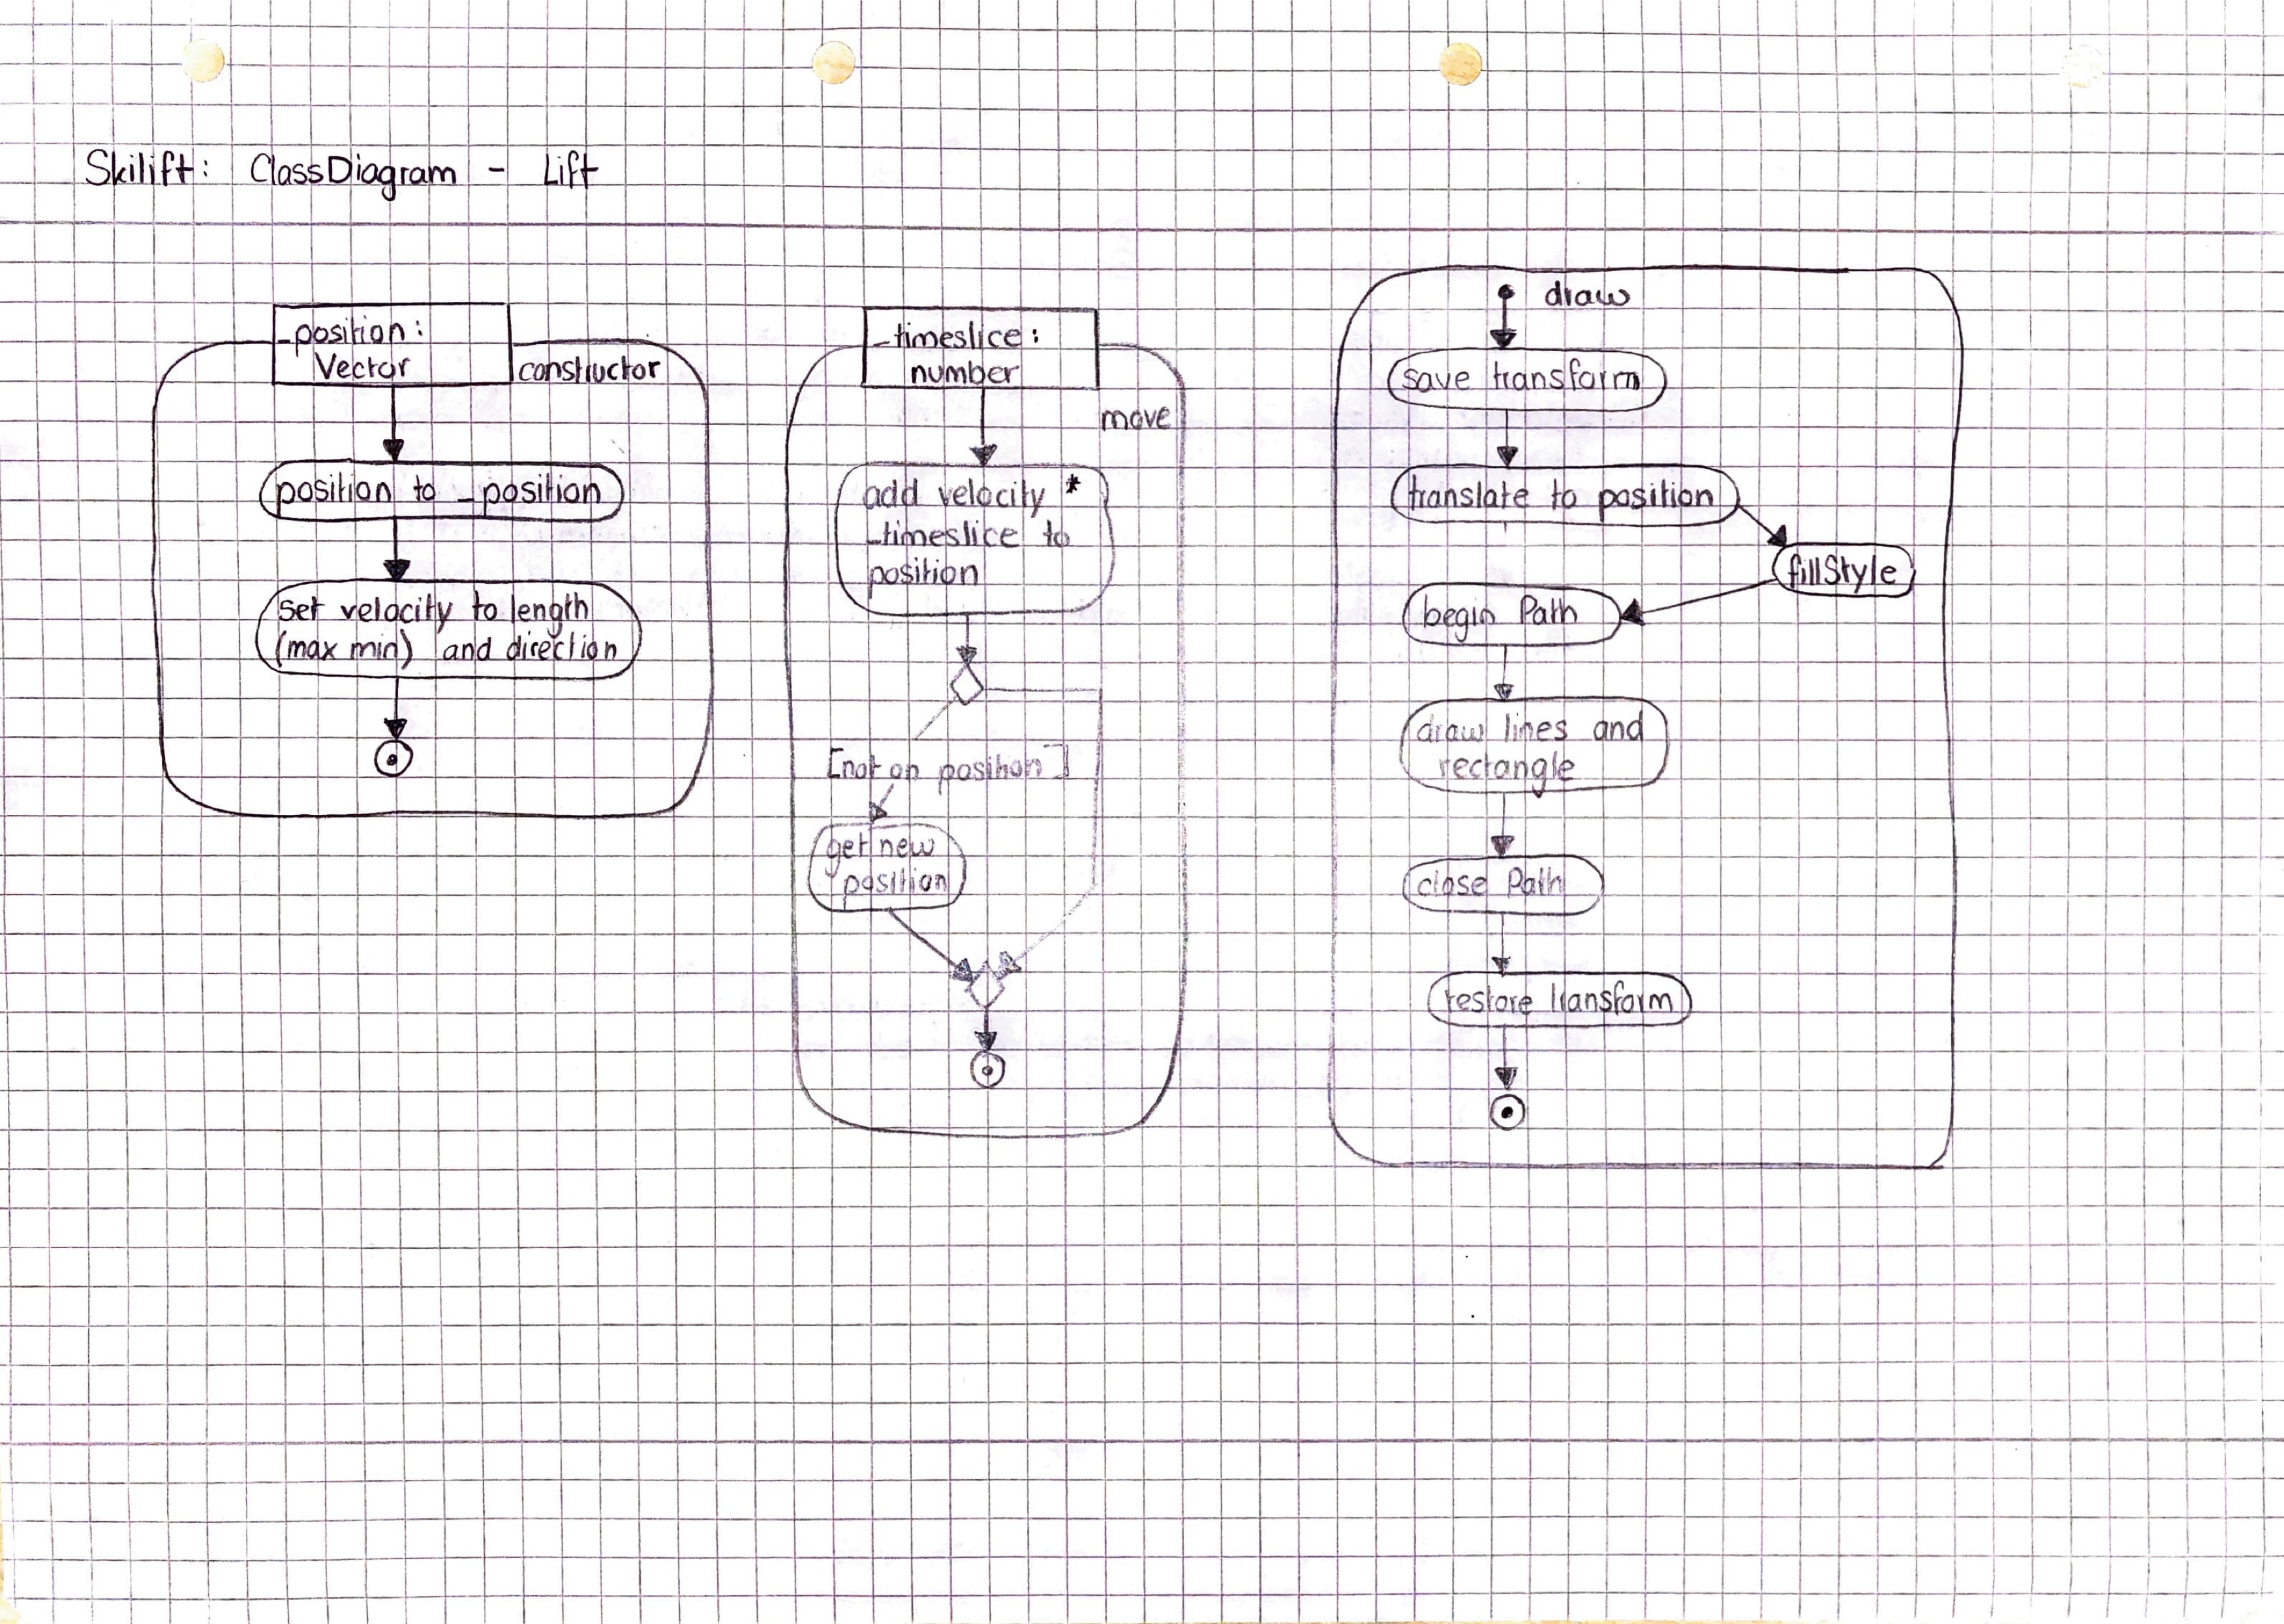 Skilift: ClassDiagram - Lift
_position:
Vector
constructor
position to _position
set velocity to length
(max min) and direction
_timeslice:
number
move
add velocity *
_timeslice to
position
[not on position]
get new
position
draw
save transform
translate to position
fillStyle
begin Path
draw lines and
rectangle
close Path
restore transform